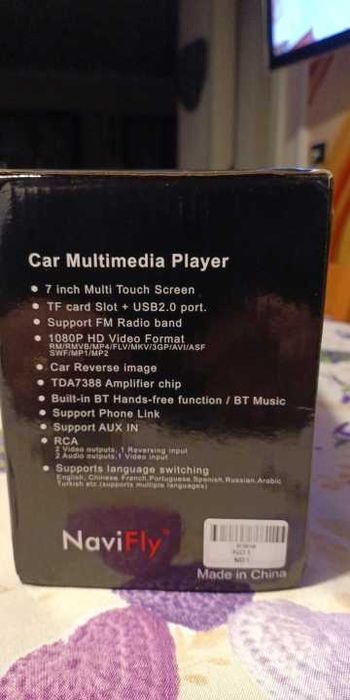 Car Multimedia Player
• 7 inch Multi Touch Screen
• TF card Slot + USB2.0 port.
• Support FM Radio band
• 1080P HD Video Format
RM/RMVB/MP4/FLV/MKV/3GP/AVI/ASF
SWF/MP1/MP2
• Car Reverse image
• TDA7388 Amplifier chip
• Built-in BT Hands-free function / BT Music
• Support Phone Link
• Support AUX IN
• RCA
2 Video outputs, 1 Reversing input
2 Audio outputs,1 Video input
• Supports language switching
English, Chinese, French,Portuguese,Spanish,Russian,Arabic
Turkish etc.(supports multiple languages)
NaviFly
Made in China